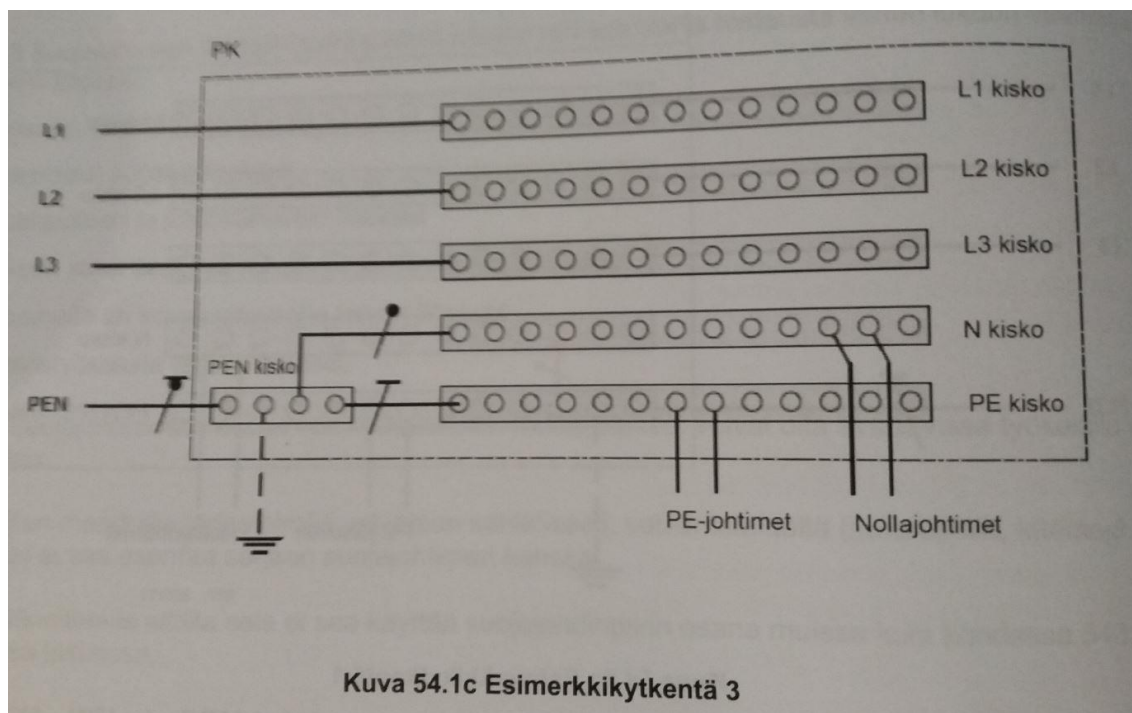 PK
L1 kisko
L1
L2 kisko
L2
L3 kisko
L3
N kisko
PEN kisko
PEN
PE kisko
PE-johtimet
Nollajohtimet
Kuva 54.1c Esimerkkikytkentä 3